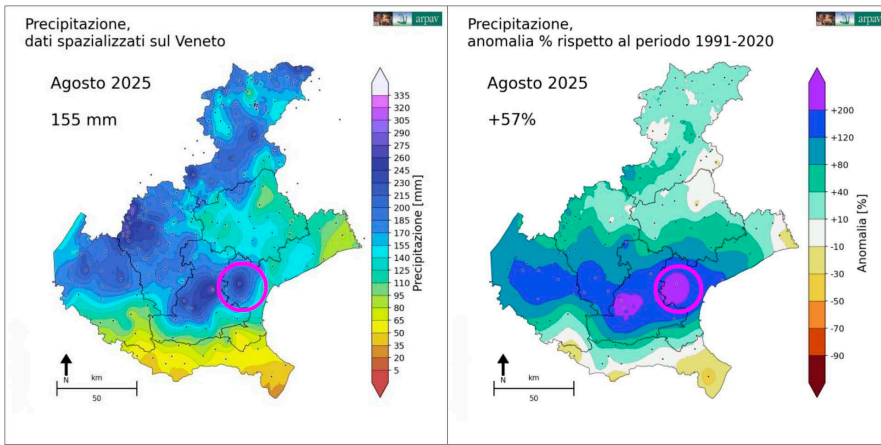 Precipitazione,
dati spazializzati sul Veneto
arpav
Agosto 2025
155 mm
335
320
305
290
275
260
245
230
215
200
185
170
155
140
125
110
95
80
65
50
35
20
5
Precipitazione [mm]
N
km
50
Precipitazione,
anomalia % rispetto al periodo 1991-2020
arpav
Agosto 2025
+57%
+200
+120
+80
+40
+10
-10
-30
-50
-70
-90
Anomalia [%]
N
km
50